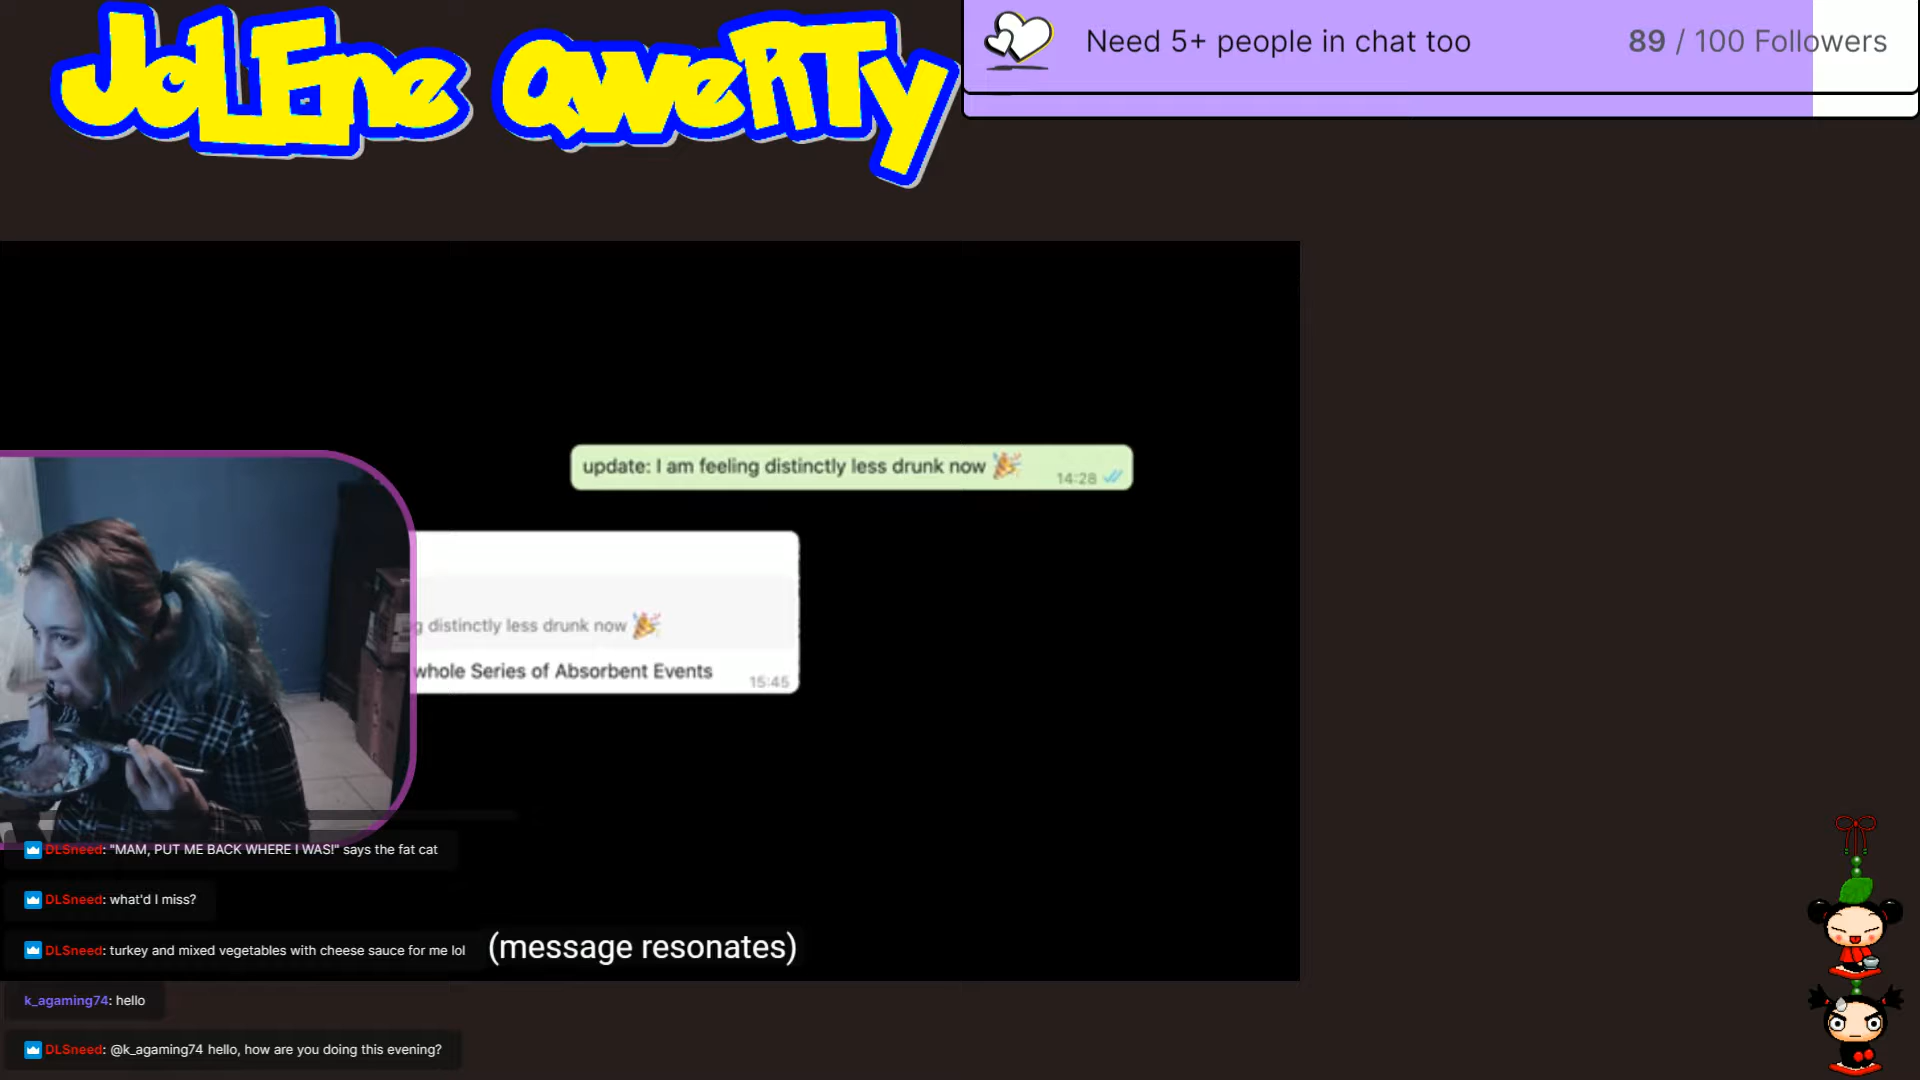 JoLEne QweRTy
Need 5+ people in chat too
89 / 100 Followers
update: I am feeling distinctly less drunk now 🎉
14:28
distinctly less drunk now 🎉
whole Series of Absorbent Events
15:45
DLSneed: "MAM, PUT ME BACK WHERE I WAS!" says the fat cat
DLSneed: what'd I miss?
DLSneed: turkey and mixed vegetables with cheese sauce for me lol
(message resonates)
k_agaming74: hello
DLSneed: @k_agaming74 hello, how are you doing this evening?